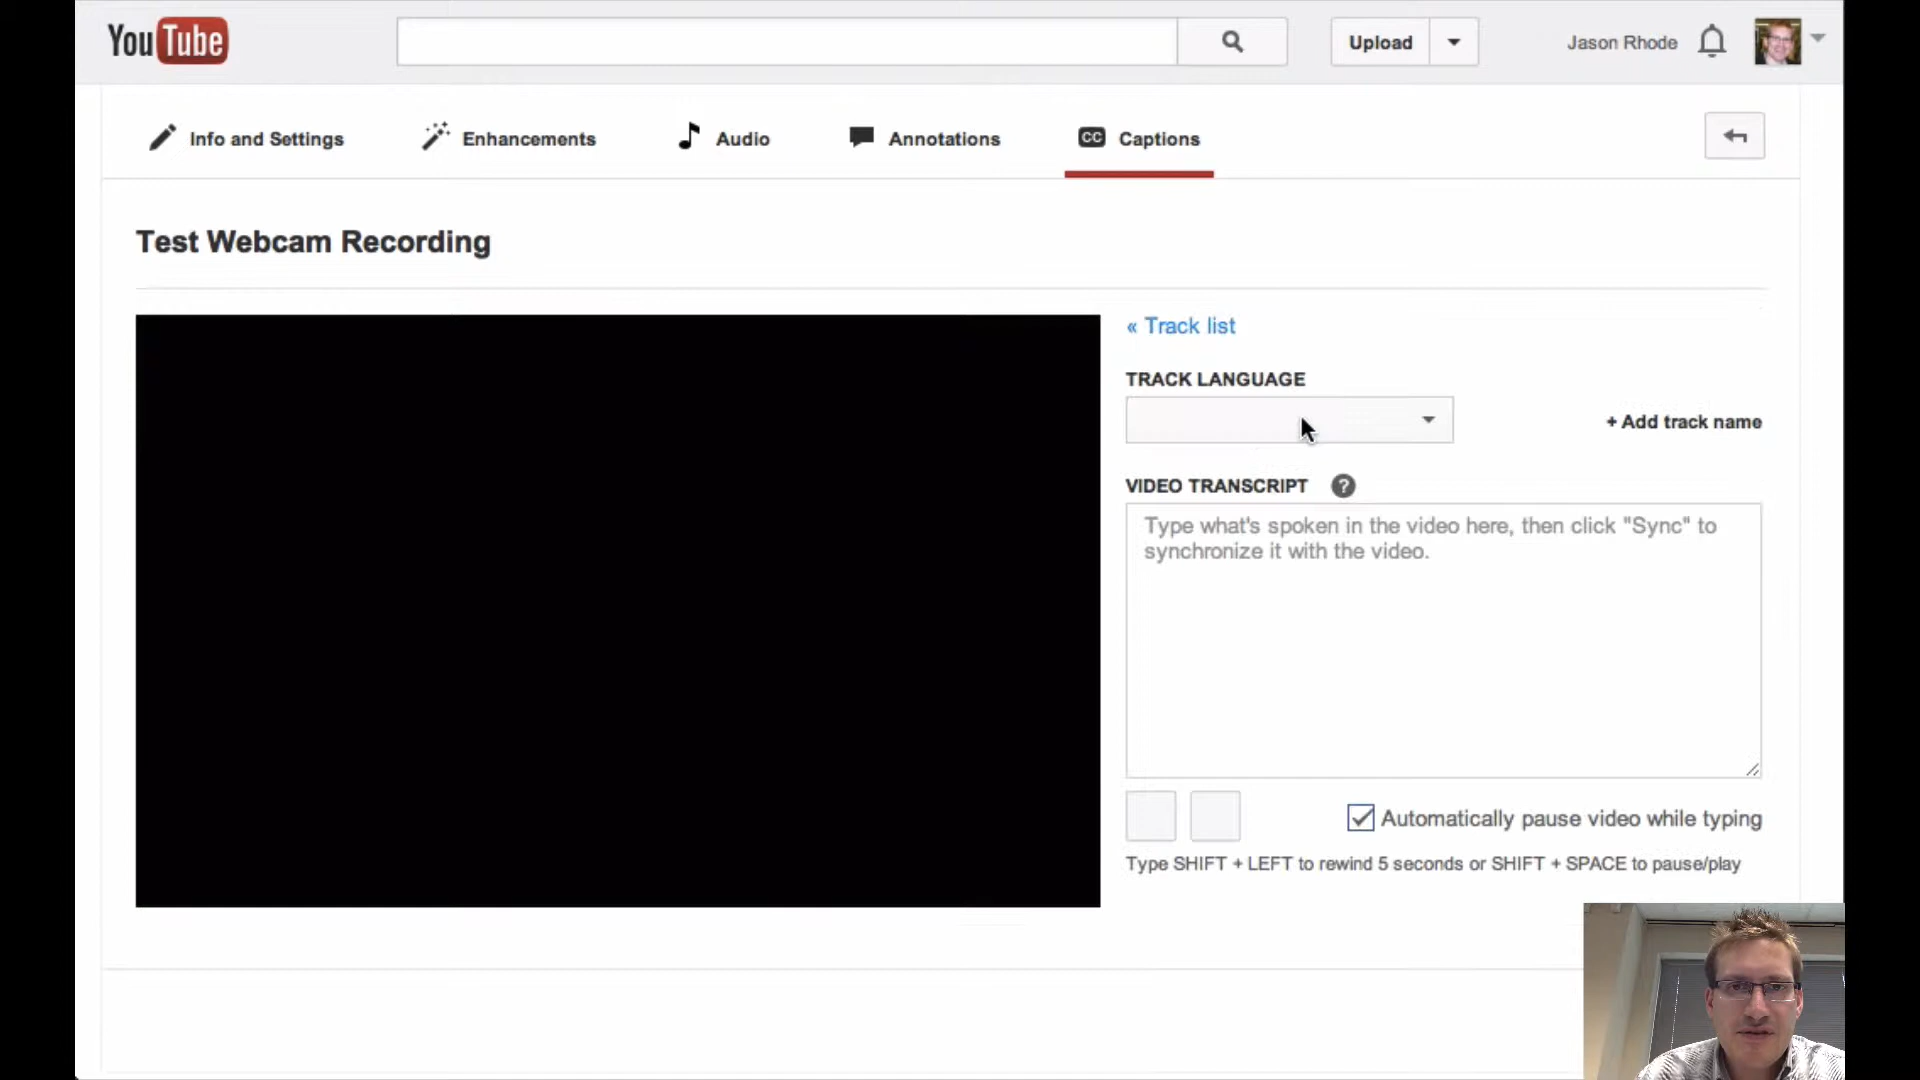 YouTube
Upload
Jason Rhode
Info and Settings
Enhancements
Audio
Annotations
CC Captions
Test Webcam Recording
« Track list
TRACK LANGUAGE
+ Add track name
VIDEO TRANSCRIPT ?
Type what's spoken in the video here, then click "Sync" to
synchronize it with the video.
Automatically pause video while typing
Type SHIFT + LEFT to rewind 5 seconds or SHIFT + SPACE to pause/play